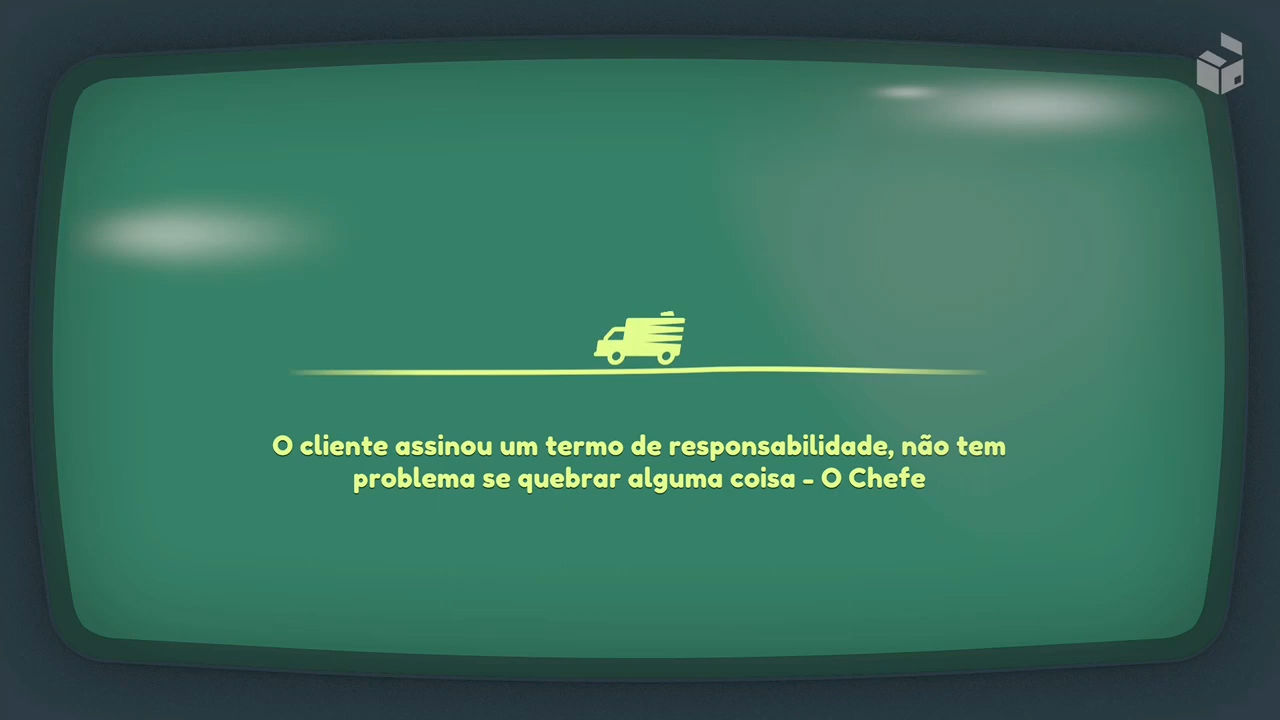 O cliente assinou um termo de responsabilidade, não tem
problema se quebrar alguma coisa - O Chefe